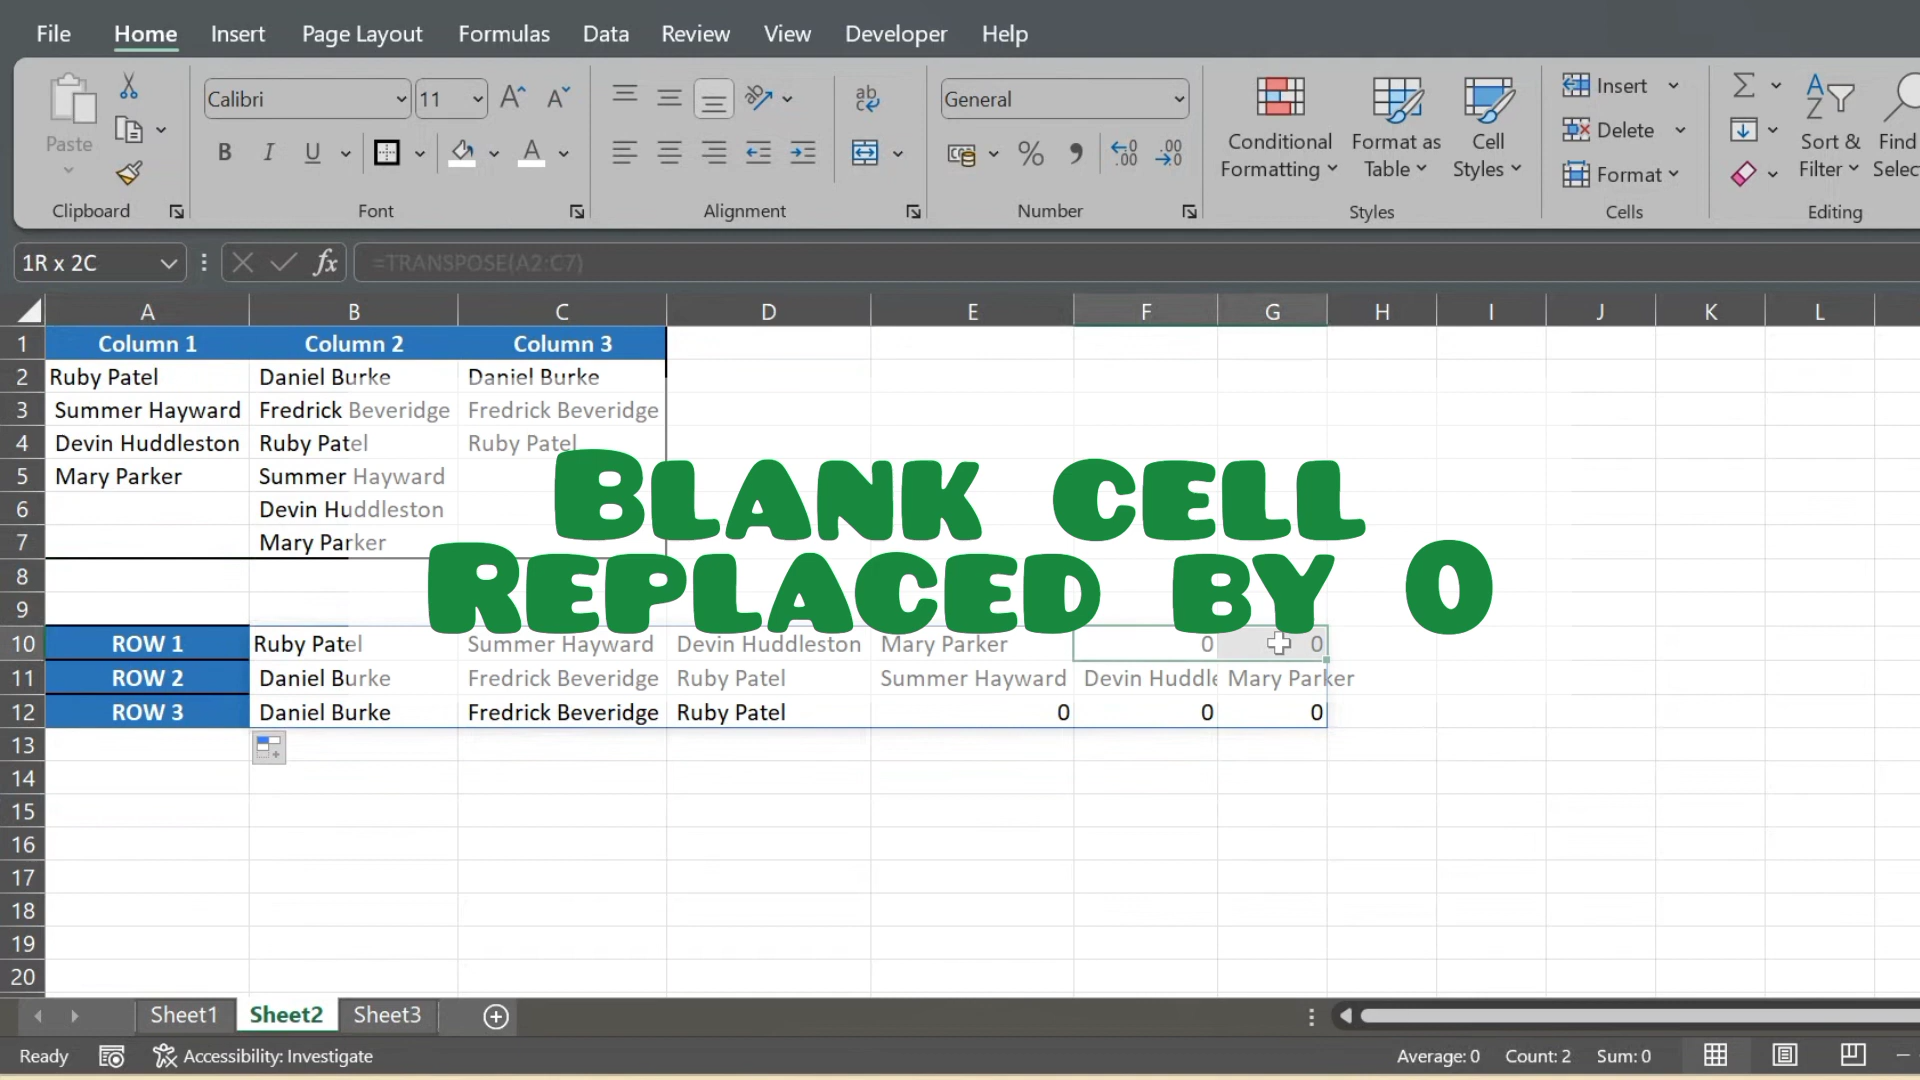 File Home Insert Page Layout Formulas Data Review View Developer Help
Calibri 11 General
Paste
B I U
Conditional Formatting
Format as Table
Cell Styles
Insert
Delete
Format
Sort & Filter
Find
Selec
Clipboard Font Alignment Number Styles Cells Editing
1R x 2C fx =TRANSPOSE(A2:C7)
A B C D E F G H I J K L
1 Column 1 Column 2 Column 3
2 Ruby Patel Daniel Burke Daniel Burke
3 Summer Hayward Fredrick Beveridge Fredrick Beveridge
4 Devin Huddleston Ruby Patel Ruby Patel
5 Mary Parker Summer Hayward
6 Devin Huddleston
7 Mary Parker
Blank cell
Replaced by 0
8
9
10 ROW 1 Ruby Patel Summer Hayward Devin Huddleston Mary Parker 0 0
11 ROW 2 Daniel Burke Fredrick Beveridge Ruby Patel Summer Hayward Devin Huddle Mary Parker
12 ROW 3 Daniel Burke Fredrick Beveridge Ruby Patel 0 0 0
13
14
15
16
17
18
19
20
Sheet1 Sheet2 Sheet3
Ready Accessibility: Investigate Average: 0 Count: 2 Sum: 0